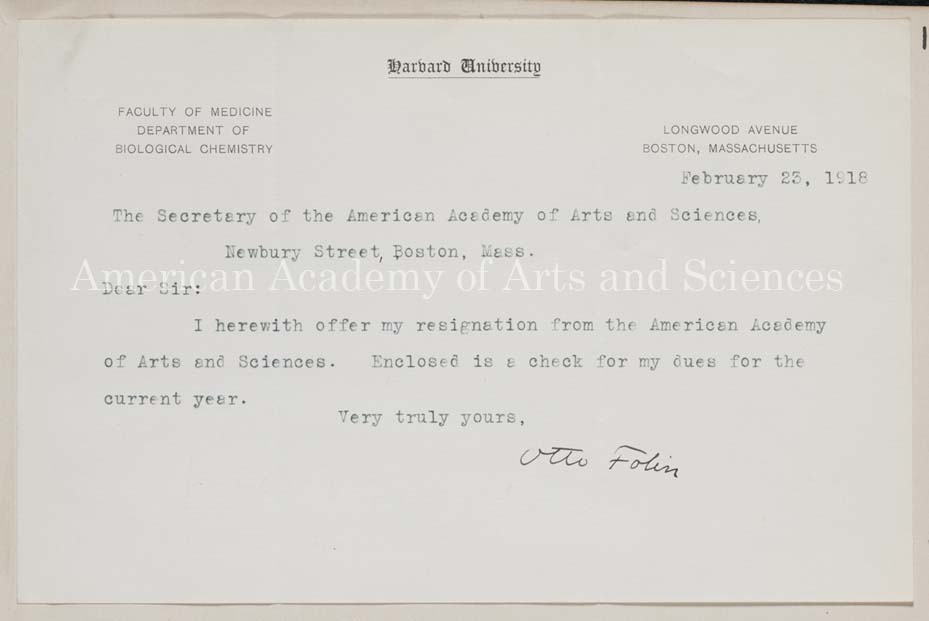 Harvard University
FACULTY OF MEDICINE
DEPARTMENT OF
BIOLOGICAL CHEMISTRY
LONGWOOD AVENUE
BOSTON, MASSACHUSETTS
February 23, 1918
The Secretary of the American Academy of Arts and Sciences,
Newbury Street, Boston, Mass.
American Academy of Arts and Sciences
Dear Sir:
I herewith offer my resignation from the American Academy
of Arts and Sciences. Enclosed is a check for my dues for the
current year.
Very truly yours,
Otto Folin